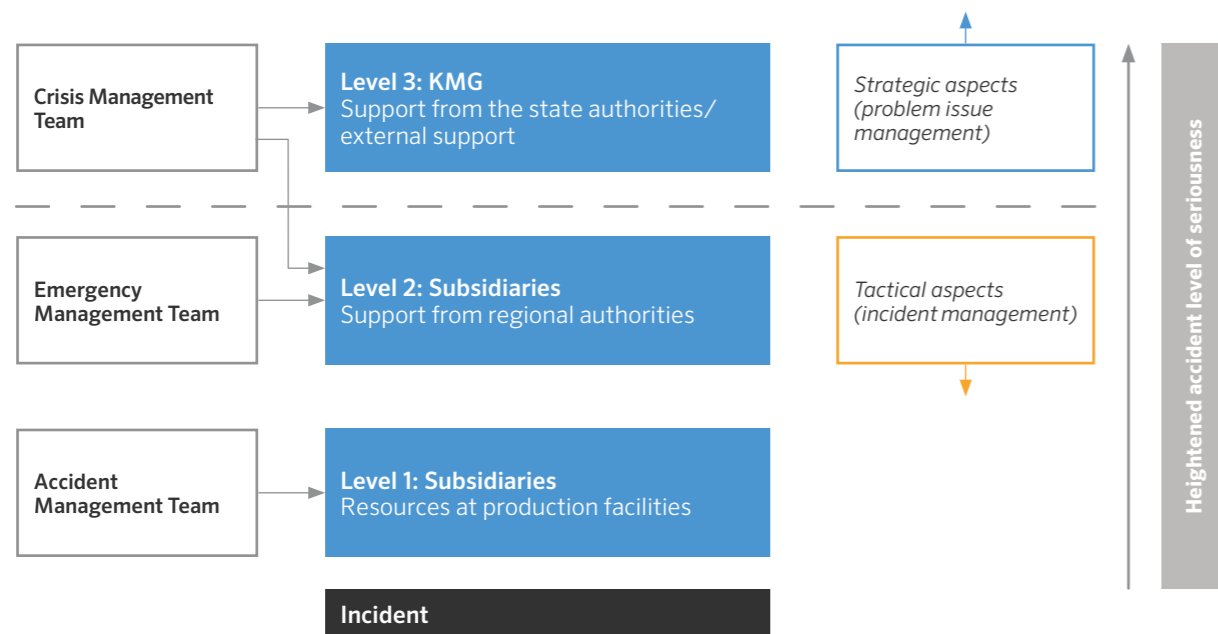 Crisis Management
Team
Level 3: KMG
Support from the state authorities/
external support
Strategic aspects
(problem issue
management)
Emergency
Management Team
Level 2: Subsidiaries
Support from regional authorities
Tactical aspects
(incident management)
Accident
Management Team
Level 1: Subsidiaries
Resources at production facilities
Incident
Heightened accident level of seriousness